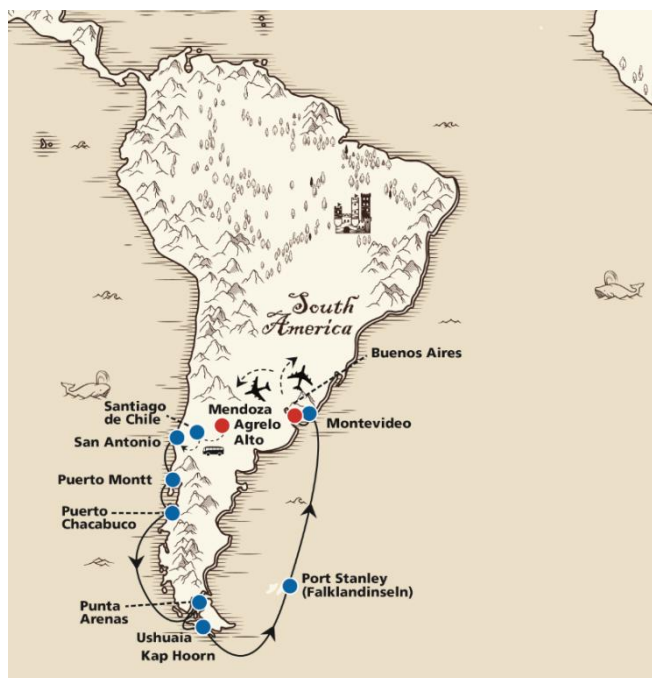 South
America
Buenos Aires
Santiago
de Chile
Mendoza
Agrelo
Alto
Montevideo
San Antonio
Puerto Montt
Puerto
Chacabuco
Port Stanley
(Falklandinseln)
Punta
Arenas
Ushuaia
Kap Hoorn